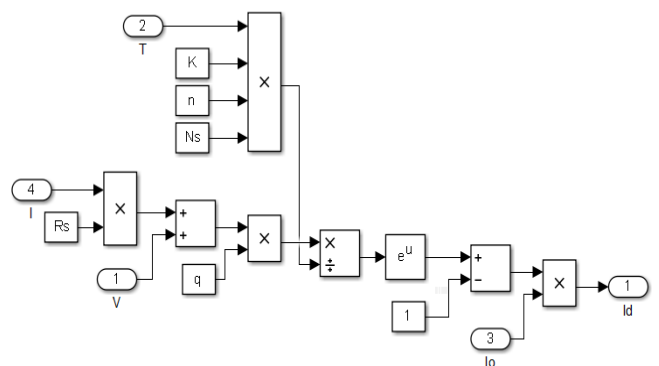 2
T
K
n
Ns
×
4
I
Rs
×
+
+
1
V
q
×
×
÷
e^u
+
−
1
×
3
Io
1
Id